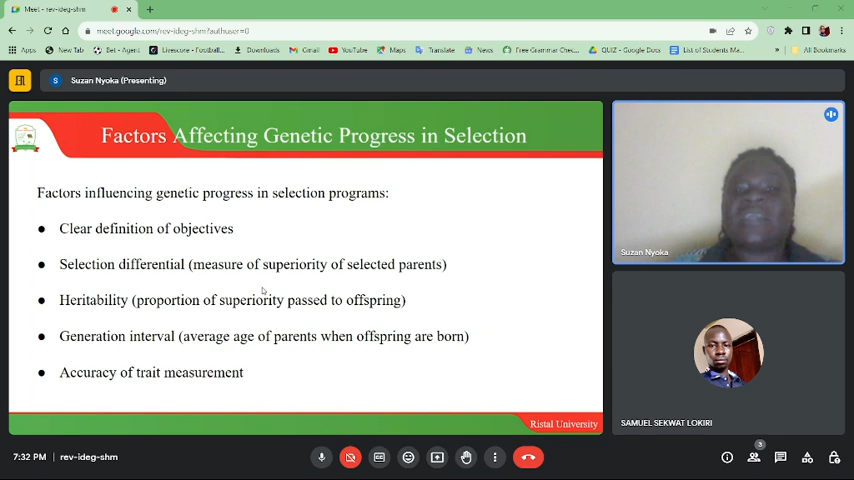 Meet - rev-ideg-shm
meet.google.com/rev-ideg-shm?authuser=0
Apps
New Tab
Bet - Agent
Livescore - Football...
Downloads
Gmail
YouTube
Maps
Translate
News
Free Grammar Chec...
QUIZ - Google Docs
List of Students Ma...
»
All Bookmarks
S
Suzan Nyoka (Presenting)
Factors Affecting Genetic Progress in Selection
Factors influencing genetic progress in selection programs:
● Clear definition of objectives
● Selection differential (measure of superiority of selected parents)
● Heritability (proportion of superiority passed to offspring)
● Generation interval (average age of parents when offspring are born)
● Accuracy of trait measurement
Ristal University
Suzan Nyoka
SAMUEL SEKWAT LOKIRI
7:32 PM | rev-ideg-shm
3